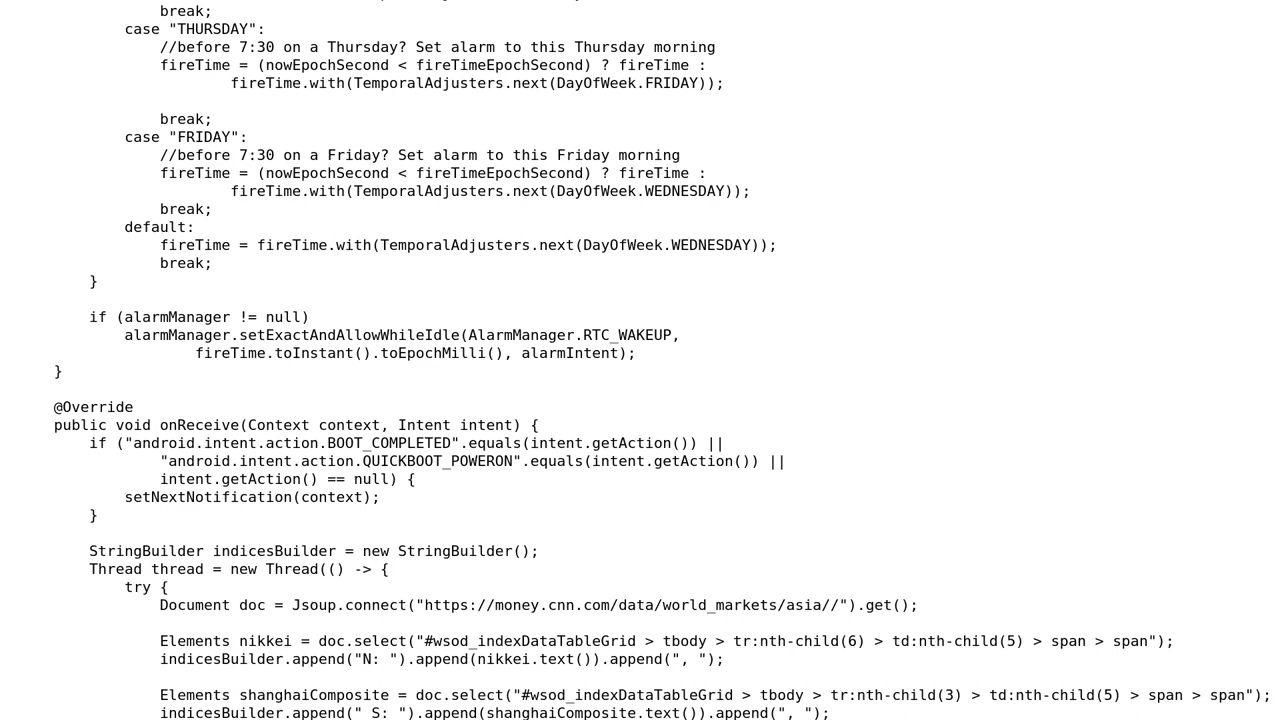 break;
case "THURSDAY":
//before 7:30 on a Thursday? Set alarm to this Thursday morning
fireTime = (nowEpochSecond < fireTimeEpochSecond) ? fireTime :
fireTime.with(TemporalAdjusters.next(DayOfWeek.FRIDAY));
break;
case "FRIDAY":
//before 7:30 on a Friday? Set alarm to this Friday morning
fireTime = (nowEpochSecond < fireTimeEpochSecond) ? fireTime :
fireTime.with(TemporalAdjusters.next(DayOfWeek.WEDNESDAY));
break;
default:
fireTime = fireTime.with(TemporalAdjusters.next(DayOfWeek.WEDNESDAY));
break;
}
if (alarmManager != null)
alarmManager.setExactAndAllowWhileIdle(AlarmManager.RTC_WAKEUP,
fireTime.toInstant().toEpochMilli(), alarmIntent);
}
@Override
public void onReceive(Context context, Intent intent) {
if ("android.intent.action.BOOT_COMPLETED".equals(intent.getAction()) ||
"android.intent.action.QUICKBOOT_POWERON".equals(intent.getAction()) ||
intent.getAction() == null) {
setNextNotification(context);
}
StringBuilder indicesBuilder = new StringBuilder();
Thread thread = new Thread(() -> {
try {
Document doc = Jsoup.connect("https://money.cnn.com/data/world_markets/asia//").get();
Elements nikkei = doc.select("#wsod_indexDataTableGrid > tbody > tr:nth-child(6) > td:nth-child(5) > span > span");
indicesBuilder.append("N: ").append(nikkei.text()).append(", ");
Elements shanghaiComposite = doc.select("#wsod_indexDataTableGrid > tbody > tr:nth-child(3) > td:nth-child(5) > span > span");
indicesBuilder.append(" S: ").append(shanghaiComposite.text()).append(", ");